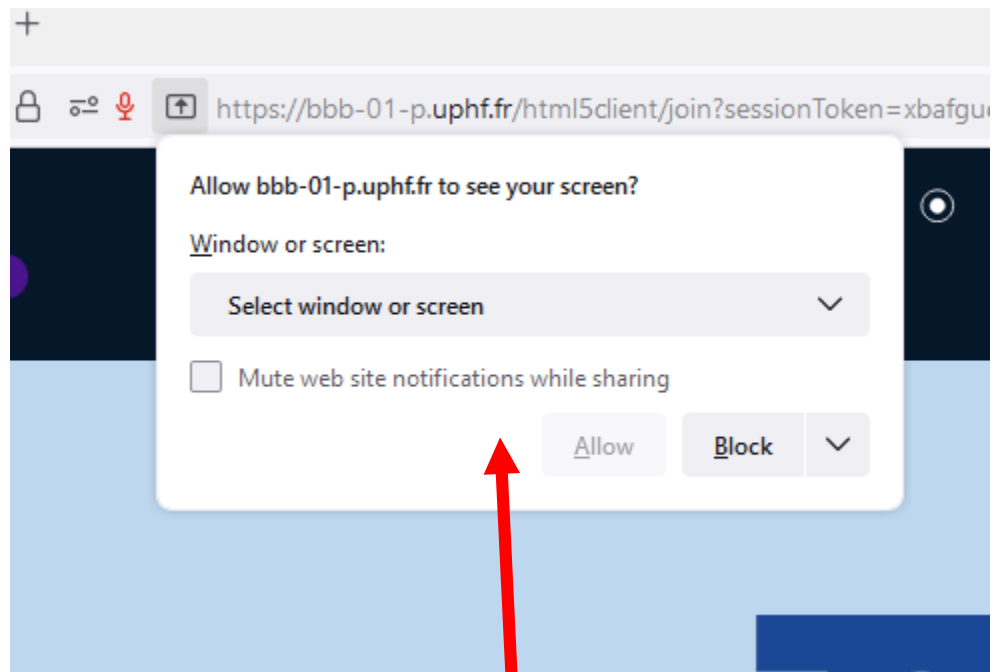 https://bbb-01-p.uphf.fr/html5client/join?sessionToken=xbafgu
Allow bbb-01-p.uphf.fr to see your screen?
Window or screen:
Select window or screen
Mute web site notifications while sharing
Allow
Block